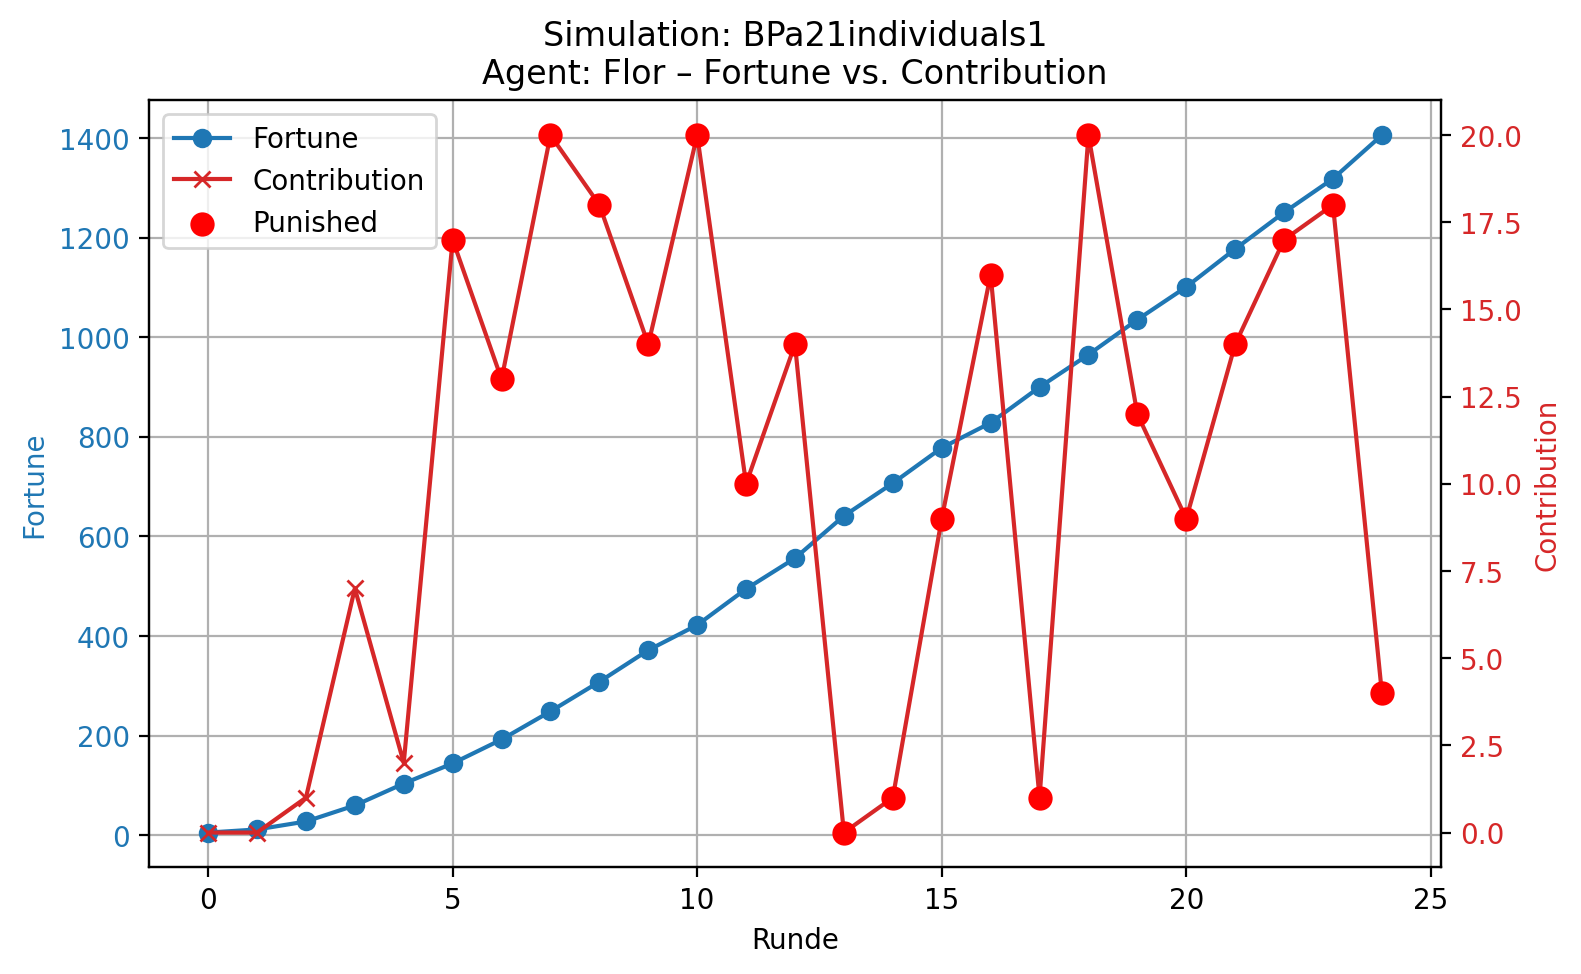 Simulation: BPa21individuals1
Agent: Flor – Fortune vs. Contribution
Fortune
Contribution
Punished
1400
1200
1000
800
600
400
200
0
Fortune
20.0
17.5
15.0
12.5
10.0
7.5
5.0
2.5
0.0
Contribution
0 5 10 15 20 25
Runde